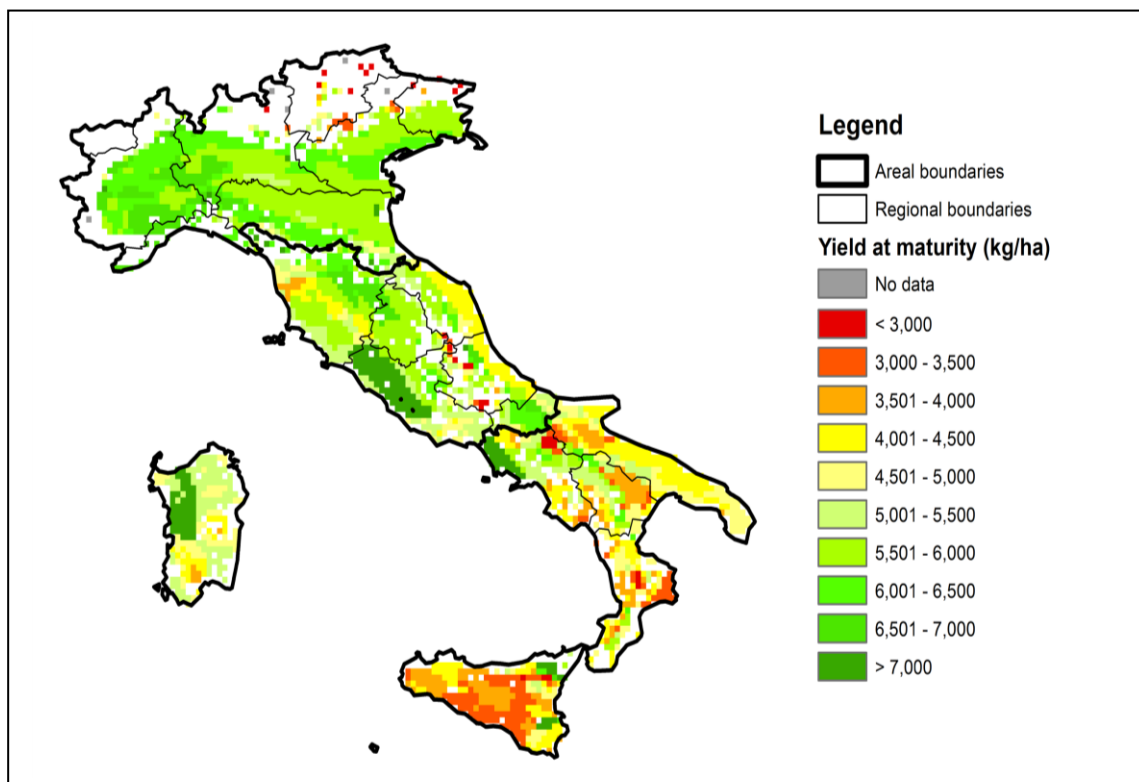 Legend
Areal boundaries
Regional boundaries
Yield at maturity (kg/ha)
No data
< 3,000
3,000 - 3,500
3,501 - 4,000
4,001 - 4,500
4,501 - 5,000
5,001 - 5,500
5,501 - 6,000
6,001 - 6,500
6,501 - 7,000
> 7,000